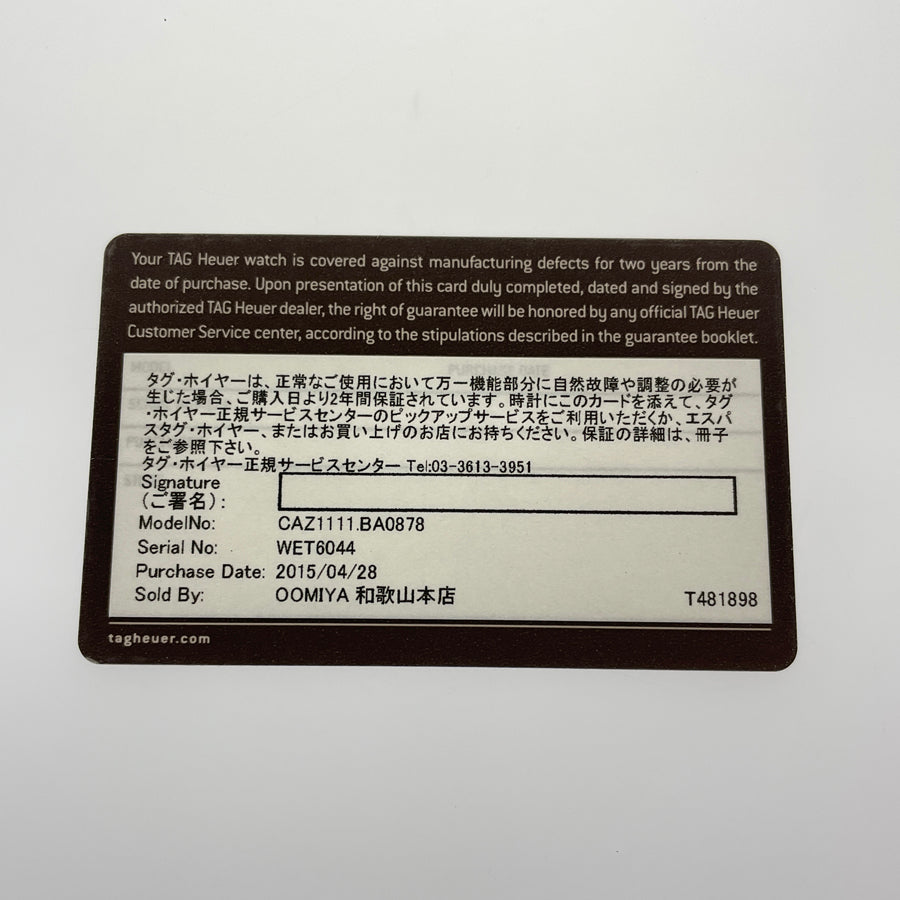 Your TAG Heuer watch is covered against manufacturing defects for two years from the
date of purchase. Upon presentation of this card duly completed, dated and signed by the
authorized TAG Heuer dealer, the right of guarantee will be honored by any official TAG Heuer
Customer Service center, according to the stipulations described in the guarantee booklet.
MODEL PURCHASE DATE
タグ・ホイヤーは、正常なご使用において万一機能部分に自然故障や調整の必要が
生じた場合、ご購入日より2年間保証されています。時計にこのカードを添えて、タグ
・ホイヤー正規サービスセンターのピックアップサービスをご利用いただくか、エスパ
スタグ・ホイヤー、またはお買い上げのお店にお持ちください。保証の詳細は、冊子
をご参照下さい。
タグ・ホイヤー正規サービスセンター Tel:03-3613-3951
Signature
(ご署名):
ModelNo: CAZ1111.BA0878
Serial No: WET6044
Purchase Date: 2015/04/28
Sold By: OOMIYA 和歌山本店 T481898
tagheuer.com